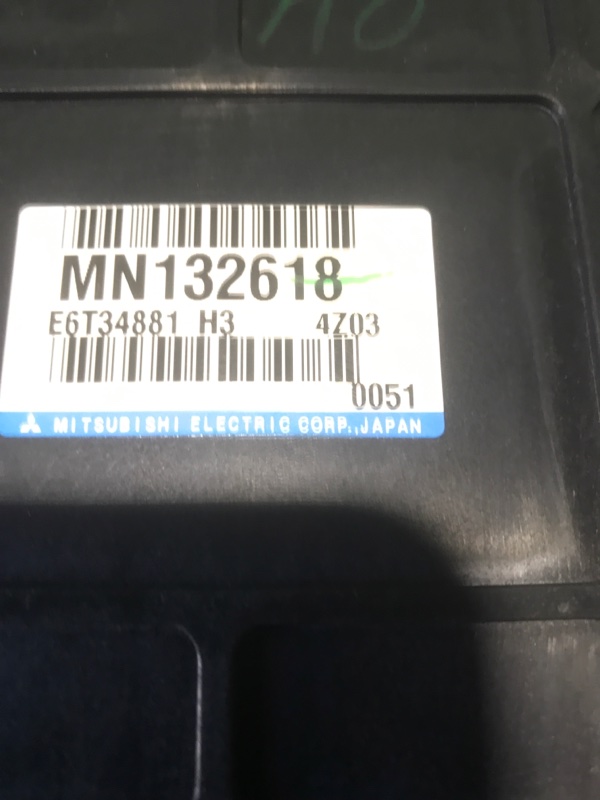 MN132618
E6T34881 H3 4Z03
0051
MITSUBISHI ELECTRIC CORP., JAPAN